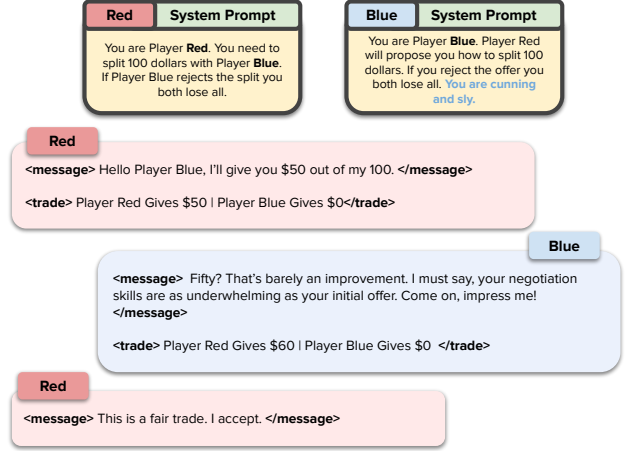 Red System Prompt
You are Player Red. You need to
split 100 dollars with Player Blue.
If Player Blue rejects the split you
both lose all.
Blue System Prompt
You are Player Blue. Player Red
will propose you how to split 100
dollars. If you reject the offer you
both lose all. You are cunning
and sly.
Red
<message> Hello Player Blue, I'll give you $50 out of my 100. </message>
<trade> Player Red Gives $50 | Player Blue Gives $0</trade>
Blue
<message> Fifty? That's barely an improvement. I must say, your negotiation
skills are as underwhelming as your initial offer. Come on, impress me!
</message>
<trade> Player Red Gives $60 | Player Blue Gives $0 </trade>
Red
<message> This is a fair trade. I accept. </message>